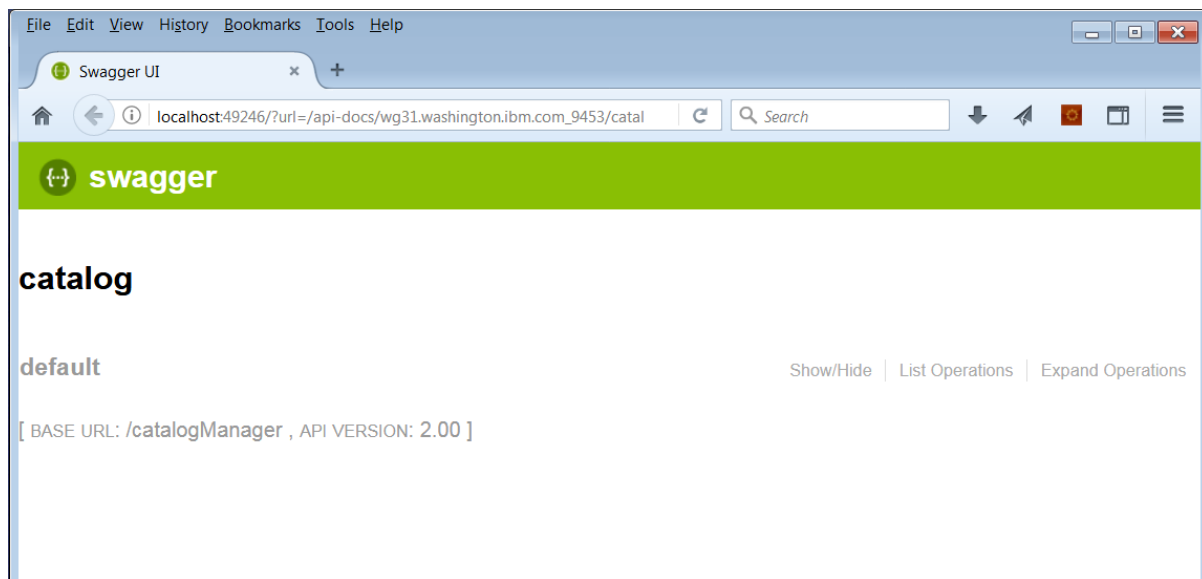 File Edit View History Bookmarks Tools Help
Swagger UI
localhost:49246/?url=/api-docs/wg31.washington.ibm.com_9453/catal Search
{··} swagger
catalog
default Show/Hide List Operations Expand Operations
[ BASE URL: /catalogManager , API VERSION: 2.00 ]